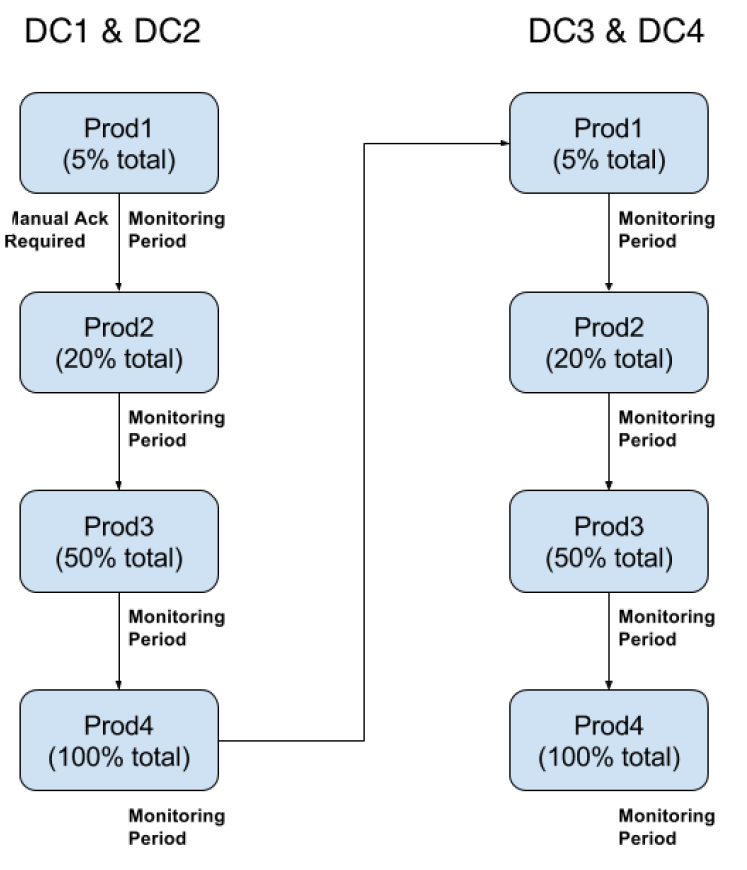 DC1 & DC2
Prod1
(5% total)
Manual Ack
Required
Monitoring
Period
Prod2
(20% total)
Monitoring
Period
Prod3
(50% total)
Monitoring
Period
Prod4
(100% total)
Monitoring
Period
DC3 & DC4
Prod1
(5% total)
Monitoring
Period
Prod2
(20% total)
Monitoring
Period
Prod3
(50% total)
Monitoring
Period
Prod4
(100% total)
Monitoring
Period